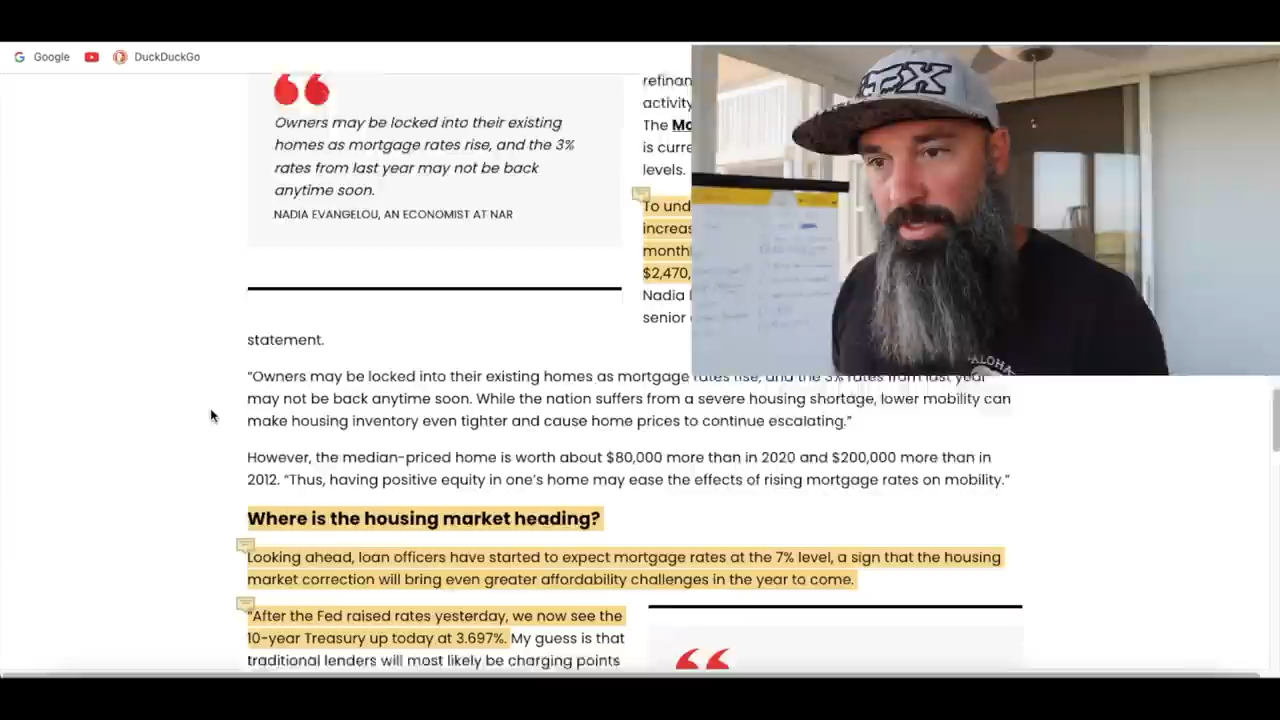 Google
DuckDuckGo
Owners may be locked into their existing
homes as mortgage rates rise, and the 3%
rates from last year may not be back
anytime soon.
NADIA EVANGELOU, AN ECONOMIST AT NAR
refinan
activity
The
is curre
levels.
To und
increas
month
$2,470,
Nadia
senior
statement.
“Owners may be locked into their existing homes as mortgage rates rise, and the 3% rates from last year
may not be back anytime soon. While the nation suffers from a severe housing shortage, lower mobility can
make housing inventory even tighter and cause home prices to continue escalating.”
However, the median-priced home is worth about $80,000 more than in 2020 and $200,000 more than in
2012. “Thus, having positive equity in one’s home may ease the effects of rising mortgage rates on mobility.”
Where is the housing market heading?
Looking ahead, loan officers have started to expect mortgage rates at the 7% level, a sign that the housing
market correction will bring even greater affordability challenges in the year to come.
“After the Fed raised rates yesterday, we now see the
10-year Treasury up today at 3.697%. My guess is that
traditional lenders will most likely be charging points
ALOHA